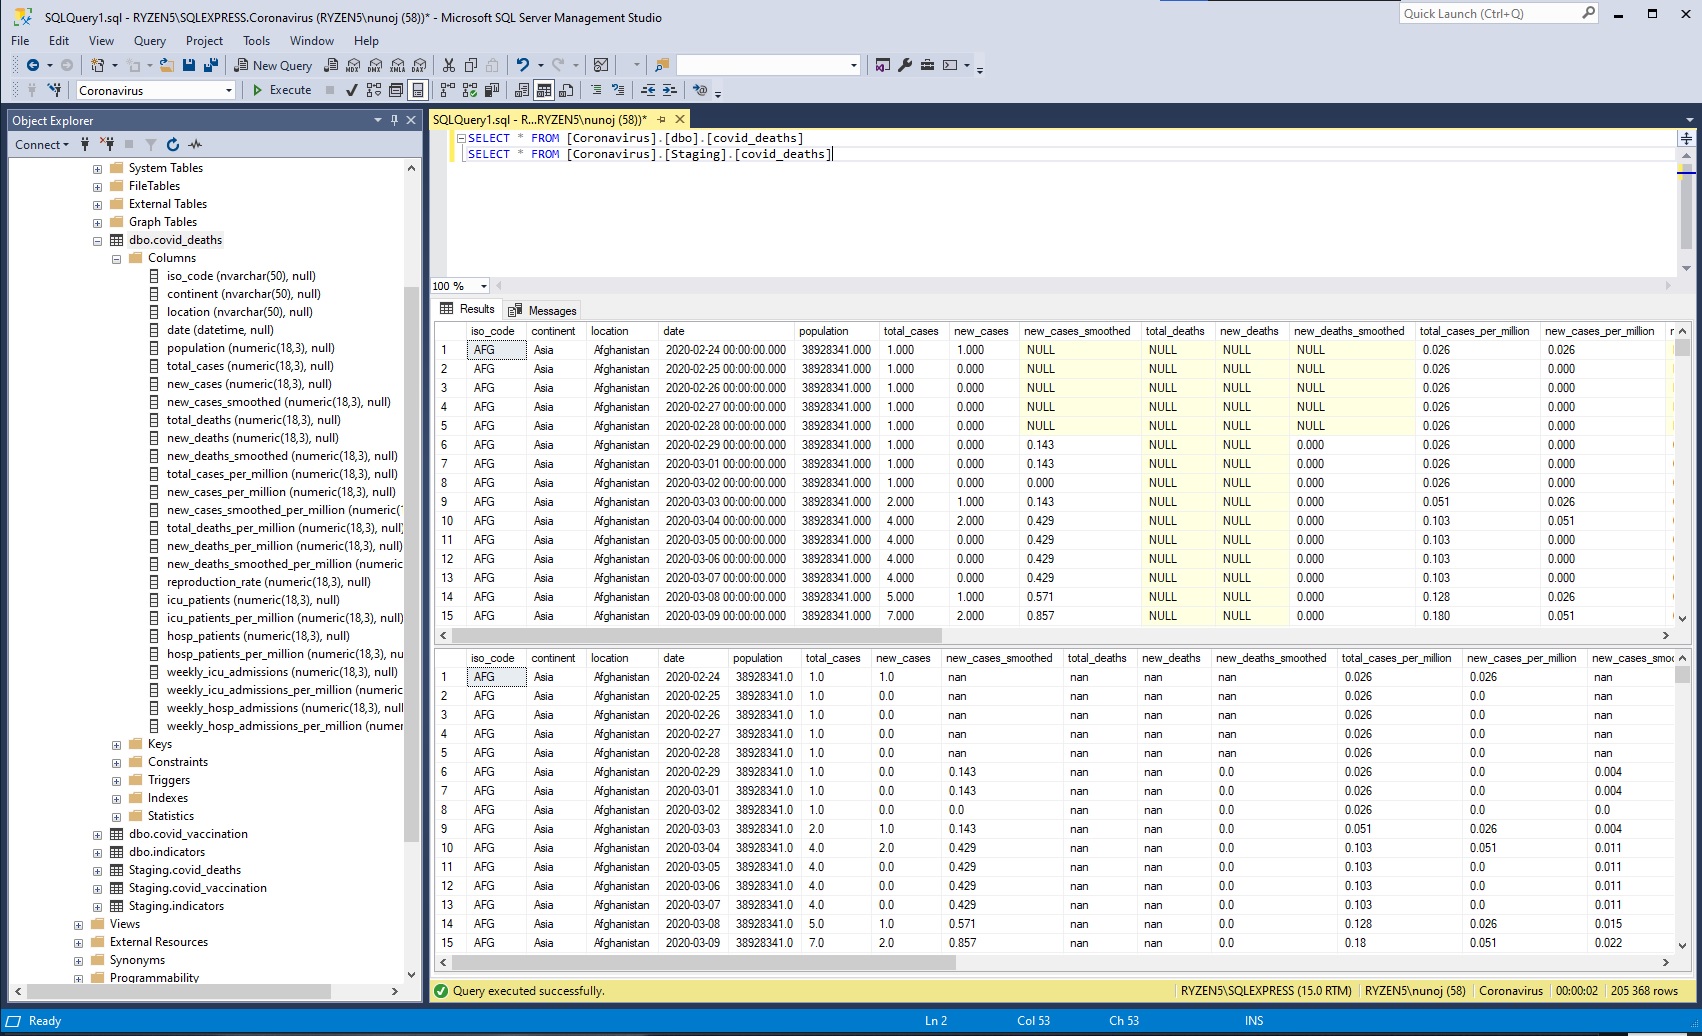 SQLQuery1.sql - RYZEN5\SQLEXPRESS.Coronavirus (RYZEN5\nunoj (58))* - Microsoft SQL Server Management Studio
Quick Launch (Ctrl+Q)
File Edit View Query Project Tools Window Help
New Query MDX DMX XMLA DAX
Coronavirus Execute
Object Explorer
Connect
System Tables
FileTables
External Tables
Graph Tables
dbo.covid_deaths
Columns
iso_code (nvarchar(50), null)
continent (nvarchar(50), null)
location (nvarchar(50), null)
date (datetime, null)
population (numeric(18,3), null)
total_cases (numeric(18,3), null)
new_cases (numeric(18,3), null)
new_cases_smoothed (numeric(18,3), null)
total_deaths (numeric(18,3), null)
new_deaths (numeric(18,3), null)
new_deaths_smoothed (numeric(18,3), null)
total_cases_per_million (numeric(18,3), null)
new_cases_per_million (numeric(18,3), null)
new_cases_smoothed_per_million (numeric(
total_deaths_per_million (numeric(18,3), null)
new_deaths_per_million (numeric(18,3), null)
new_deaths_smoothed_per_million (numeric
reproduction_rate (numeric(18,3), null)
icu_patients (numeric(18,3), null)
icu_patients_per_million (numeric(18,3), null)
hosp_patients (numeric(18,3), null)
hosp_patients_per_million (numeric(18,3), nu
weekly_icu_admissions (numeric(18,3), null)
weekly_icu_admissions_per_million (numeric
weekly_hosp_admissions (numeric(18,3), null
weekly_hosp_admissions_per_million (numer
Keys
Constraints
Triggers
Indexes
Statistics
dbo.covid_vaccination
dbo.indicators
Staging.covid_deaths
Staging.covid_vaccination
Staging.indicators
Views
External Resources
Synonyms
Programmability
SQLQuery1.sql - R...RYZEN5\nunoj (58))*
SELECT * FROM [Coronavirus].[dbo].[covid_deaths]
SELECT * FROM [Coronavirus].[Staging].[covid_deaths]
100 %
Results Messages
iso_code continent location date population total_cases new_cases new_cases_smoothed total_deaths new_deaths new_deaths_smoothed total_cases_per_million new_cases_per_million
1 AFG Asia Afghanistan 2020-02-24 00:00:00.000 38928341.000 1.000 1.000 NULL NULL NULL NULL 0.026 0.026
2 AFG Asia Afghanistan 2020-02-25 00:00:00.000 38928341.000 1.000 0.000 NULL NULL NULL NULL 0.026 0.000
3 AFG Asia Afghanistan 2020-02-26 00:00:00.000 38928341.000 1.000 0.000 NULL NULL NULL NULL 0.026 0.000
4 AFG Asia Afghanistan 2020-02-27 00:00:00.000 38928341.000 1.000 0.000 NULL NULL NULL NULL 0.026 0.000
5 AFG Asia Afghanistan 2020-02-28 00:00:00.000 38928341.000 1.000 0.000 NULL NULL NULL NULL 0.026 0.000
6 AFG Asia Afghanistan 2020-02-29 00:00:00.000 38928341.000 1.000 0.000 0.143 NULL NULL 0.000 0.026 0.000
7 AFG Asia Afghanistan 2020-03-01 00:00:00.000 38928341.000 1.000 0.000 0.143 NULL NULL 0.000 0.026 0.000
8 AFG Asia Afghanistan 2020-03-02 00:00:00.000 38928341.000 1.000 0.000 0.000 NULL NULL 0.000 0.026 0.000
9 AFG Asia Afghanistan 2020-03-03 00:00:00.000 38928341.000 2.000 1.000 0.143 NULL NULL 0.000 0.051 0.026
10 AFG Asia Afghanistan 2020-03-04 00:00:00.000 38928341.000 4.000 2.000 0.429 NULL NULL 0.000 0.103 0.051
11 AFG Asia Afghanistan 2020-03-05 00:00:00.000 38928341.000 4.000 0.000 0.429 NULL NULL 0.000 0.103 0.000
12 AFG Asia Afghanistan 2020-03-06 00:00:00.000 38928341.000 4.000 0.000 0.429 NULL NULL 0.000 0.103 0.000
13 AFG Asia Afghanistan 2020-03-07 00:00:00.000 38928341.000 4.000 0.000 0.429 NULL NULL 0.000 0.103 0.000
14 AFG Asia Afghanistan 2020-03-08 00:00:00.000 38928341.000 5.000 1.000 0.571 NULL NULL 0.000 0.128 0.026
15 AFG Asia Afghanistan 2020-03-09 00:00:00.000 38928341.000 7.000 2.000 0.857 NULL NULL 0.000 0.180 0.051
iso_code continent location date population total_cases new_cases new_cases_smoothed total_deaths new_deaths new_deaths_smoothed total_cases_per_million new_cases_per_million new_cases_smoo
1 AFG Asia Afghanistan 2020-02-24 38928341.0 1.0 1.0 nan nan nan nan 0.026 0.026 nan
2 AFG Asia Afghanistan 2020-02-25 38928341.0 1.0 0.0 nan nan nan nan 0.026 0.0 nan
3 AFG Asia Afghanistan 2020-02-26 38928341.0 1.0 0.0 nan nan nan nan 0.026 0.0 nan
4 AFG Asia Afghanistan 2020-02-27 38928341.0 1.0 0.0 nan nan nan nan 0.026 0.0 nan
5 AFG Asia Afghanistan 2020-02-28 38928341.0 1.0 0.0 nan nan nan nan 0.026 0.0 nan
6 AFG Asia Afghanistan 2020-02-29 38928341.0 1.0 0.0 0.143 nan nan 0.0 0.026 0.0 0.004
7 AFG Asia Afghanistan 2020-03-01 38928341.0 1.0 0.0 0.143 nan nan 0.0 0.026 0.0 0.004
8 AFG Asia Afghanistan 2020-03-02 38928341.0 1.0 0.0 0.0 nan nan 0.0 0.026 0.0 0.0
9 AFG Asia Afghanistan 2020-03-03 38928341.0 2.0 1.0 0.143 nan nan 0.0 0.051 0.026 0.004
10 AFG Asia Afghanistan 2020-03-04 38928341.0 4.0 2.0 0.429 nan nan 0.0 0.103 0.051 0.011
11 AFG Asia Afghanistan 2020-03-05 38928341.0 4.0 0.0 0.429 nan nan 0.0 0.103 0.0 0.011
12 AFG Asia Afghanistan 2020-03-06 38928341.0 4.0 0.0 0.429 nan nan 0.0 0.103 0.0 0.011
13 AFG Asia Afghanistan 2020-03-07 38928341.0 4.0 0.0 0.429 nan nan 0.0 0.103 0.0 0.011
14 AFG Asia Afghanistan 2020-03-08 38928341.0 5.0 1.0 0.571 nan nan 0.0 0.128 0.026 0.015
15 AFG Asia Afghanistan 2020-03-09 38928341.0 7.0 2.0 0.857 nan nan 0.0 0.18 0.051 0.022
Query executed successfully. RYZEN5\SQLEXPRESS (15.0 RTM) RYZEN5\nunoj (58) Coronavirus 00:00:02 205 368 rows
Ready Ln 2 Col 53 Ch 53 INS